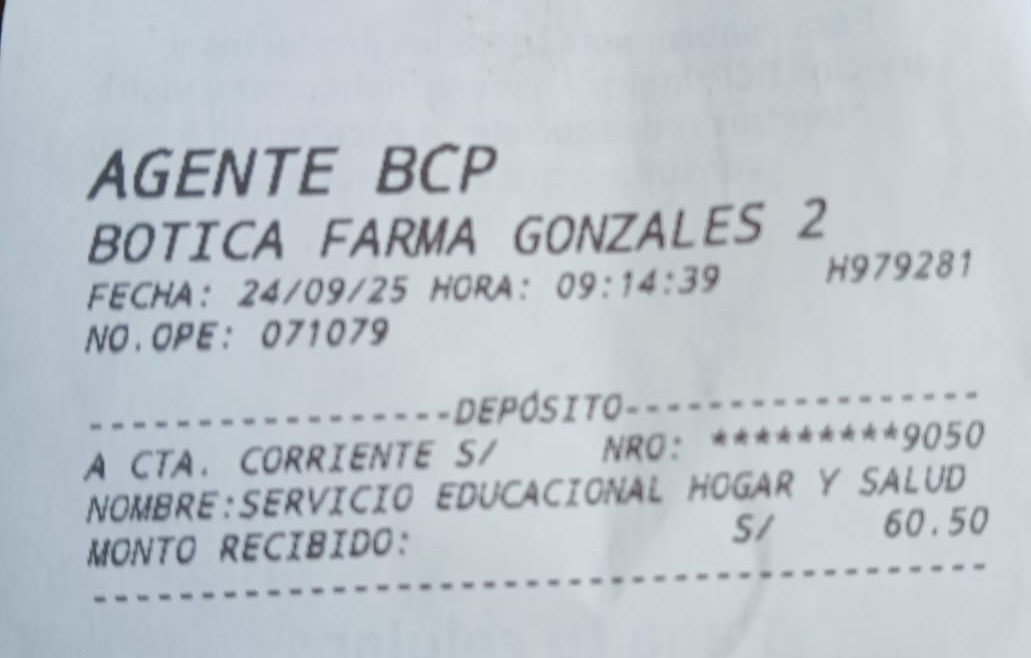 AGENTE BCP
BOTICA FARMA GONZALES 2
FECHA: 24/09/25 HORA: 09:14:39 H979281
NO.OPE: 071079
-----------------DEPÓSITO-----------------
A CTA. CORRIENTE S/ NRO: *********9050
NOMBRE:SERVICIO EDUCACIONAL HOGAR Y SALUD
MONTO RECIBIDO: S/ 60.50
------------------------------------------